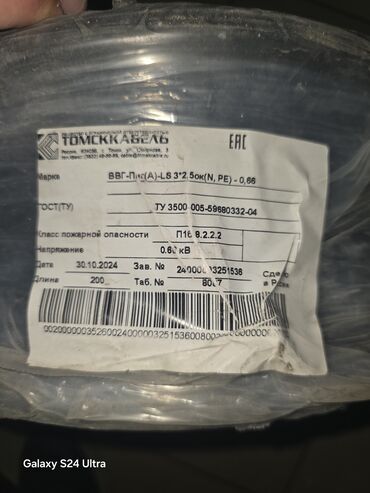 ТОМСККАБЕЛЬ
ЕАС
Марка ВВГ-Пнг(А)-LS 3*2.5ок(N, PE) - 0,66
ГОСТ(ТУ) ТУ 3500-005-59680332-04
Класс пожарной опасности П1б.8.2.2.2
Напряжение 0.66 кВ
Дата 30.10.2024 Зав. № Сделано
Длина 200 Таб. № в
Galaxy S24 Ultra